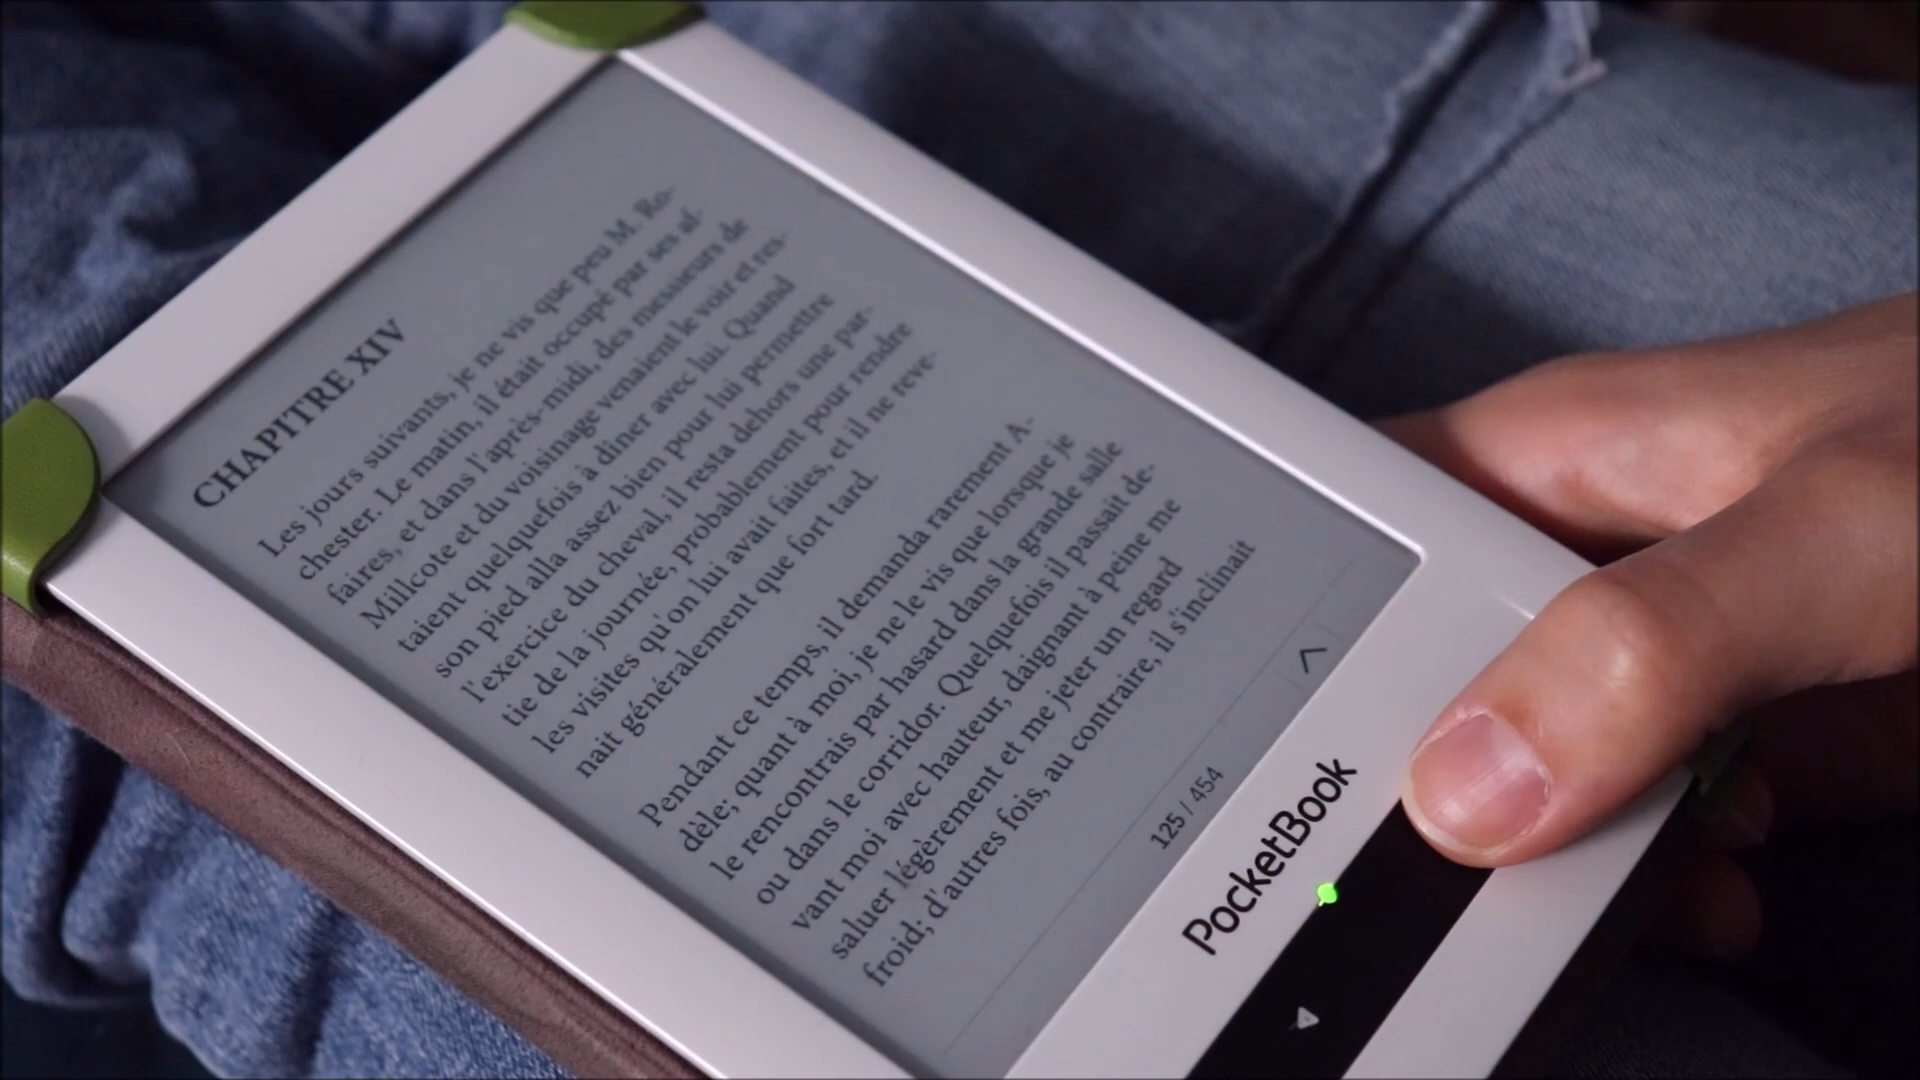 CHAPITRE XIV
Les jours suivants, je ne vis que peu M. Ro-
chester. Le matin, il était occupé par ses af-
faires, et dans l'après-midi, des messieurs de
Millcote et du voisinage venaient le voir et res-
taient quelquefois à dîner avec lui. Quand
son pied alla assez bien pour lui permettre
l'exercice du cheval, il resta dehors une par-
tie de la journée, probablement pour rendre
les visites qu'on lui avait faites, et il ne reve-
nait généralement que fort tard.
Pendant ce temps, il demanda rarement A-
dèle; quant à moi, je ne le vis que lorsque je
le rencontrais par hasard dans la grande salle
ou dans le corridor. Quelquefois il passait de-
vant moi avec hauteur, daignant à peine me
saluer légèrement et me jeter un regard
froid; d'autres fois, au contraire, il s'inclinait
125 / 454
PocketBook